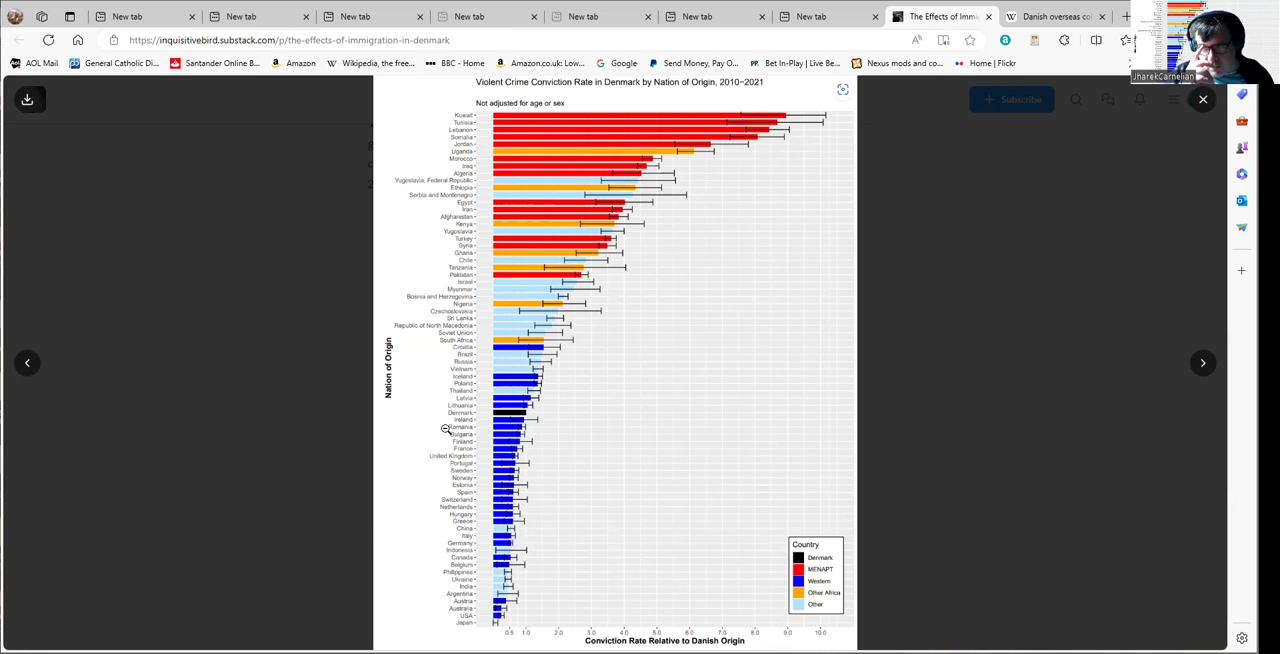 New tab
New tab
New tab
New tab
New tab
New tab
New tab
The Effects of Immi
Danish overseas co
https://inquisitivebird.substack.com/p/the-effects-of-immigration-in-denmark
AOL Mail
General Catholic Di...
Santander Online B...
Amazon
Wikipedia, the free...
Amazon.co.uk: Low...
Google
Send Money, Pay O
Bet In-Play | Live Be...
Nexus mods and co...
Home | Flickr
JharekCarnelian
Subscribe
Violent Crime Conviction Rate in Denmark by Nation of Origin, 2010–2021
Not adjusted for age or sex
Nation of Origin
Kuwait
Tunisia
Lebanon
Somalia
Jordan
Uganda
Morocco
Iraq
Algeria
Yugoslavia, Federal Republic
Ethiopia
Serbia and Montenegro
Egypt
Iran
Afghanistan
Kenya
Yugoslavia
Turkey
Syria
Ghana
Chile
Tanzania
Pakistan
Israel
Myanmar
Bosnia and Herzegovina
Nigeria
Czechoslovakia
Sri Lanka
Republic of North Macedonia
Soviet Union
South Africa
Croatia
Brazil
Russia
Vietnam
Iceland
Poland
Thailand
Latvia
Lithuania
Denmark
Ireland
Romania
Bulgaria
Finland
France
United Kingdom
Portugal
Sweden
Norway
Estonia
Spain
Switzerland
Netherlands
Hungary
Greece
China
Italy
Germany
Indonesia
Canada
Belgium
Philippines
Ukraine
India
Argentina
Austria
Australia
USA
Japan
Country
Denmark
MENAPT
Western
Other Africa
Other
0.5 1.0 2.0 3.0 4.0 5.0 6.0 7.0 8.0 9.0 10.0
Conviction Rate Relative to Danish Origin